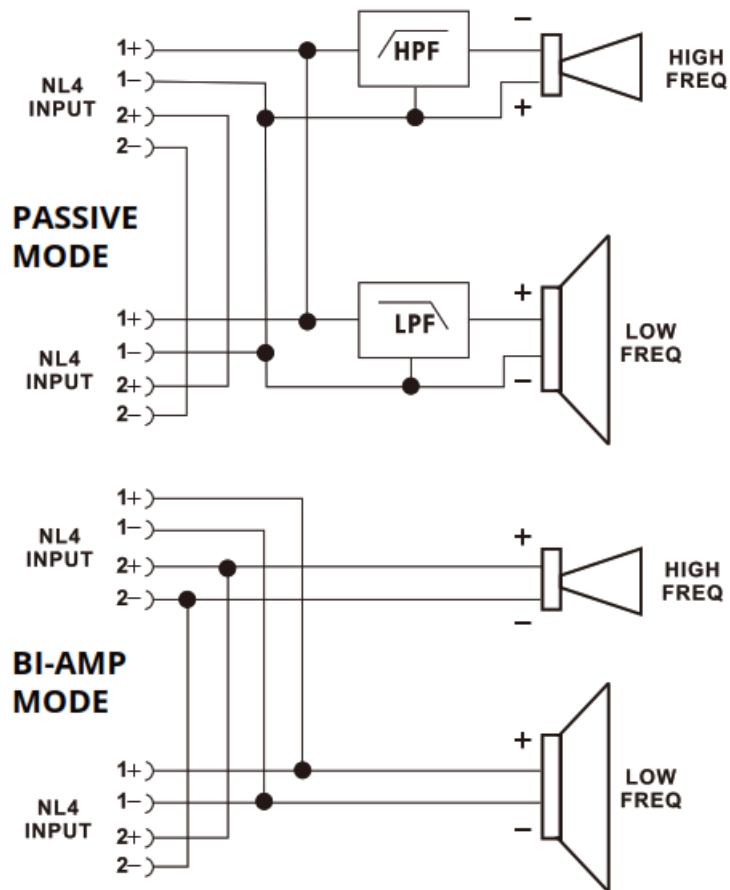 1+
HPF
−
HIGH
FREQ
NL4
INPUT
1−
2+
2−
+
PASSIVE
MODE
1+
LPF
+
LOW
FREQ
NL4
INPUT
1−
2+
2−
−
1+
NL4
INPUT
1−
2+
2−
+
HIGH
FREQ
−
BI-AMP
MODE
1+
NL4
INPUT
1−
2+
2−
+
LOW
FREQ
−